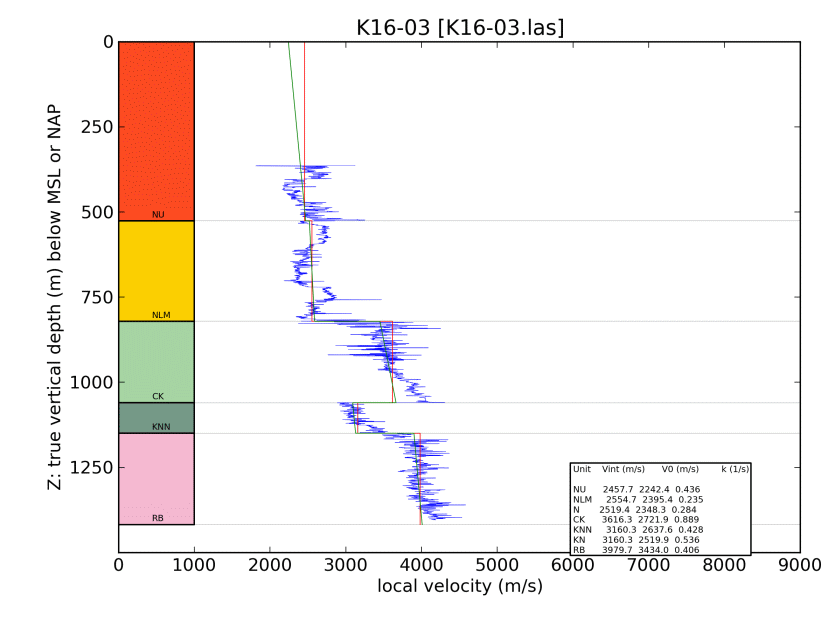 K16-03 [K16-03.las]
Z: true vertical depth (m) below MSL or NAP
0
250
500
750
1000
1250
NU
NLM
CK
KNN
RB
Unit Vint (m/s) V0 (m/s) k (1/s)
NU 2457.7 2242.4 0.436
NLM 2554.7 2395.4 0.235
N 2519.4 2348.3 0.284
CK 3616.3 2721.9 0.889
KNN 3160.3 2637.6 0.428
KN 3160.3 2519.9 0.536
RB 3979.7 3434.0 0.406
0 1000 2000 3000 4000 5000 6000 7000 8000 9000
local velocity (m/s)